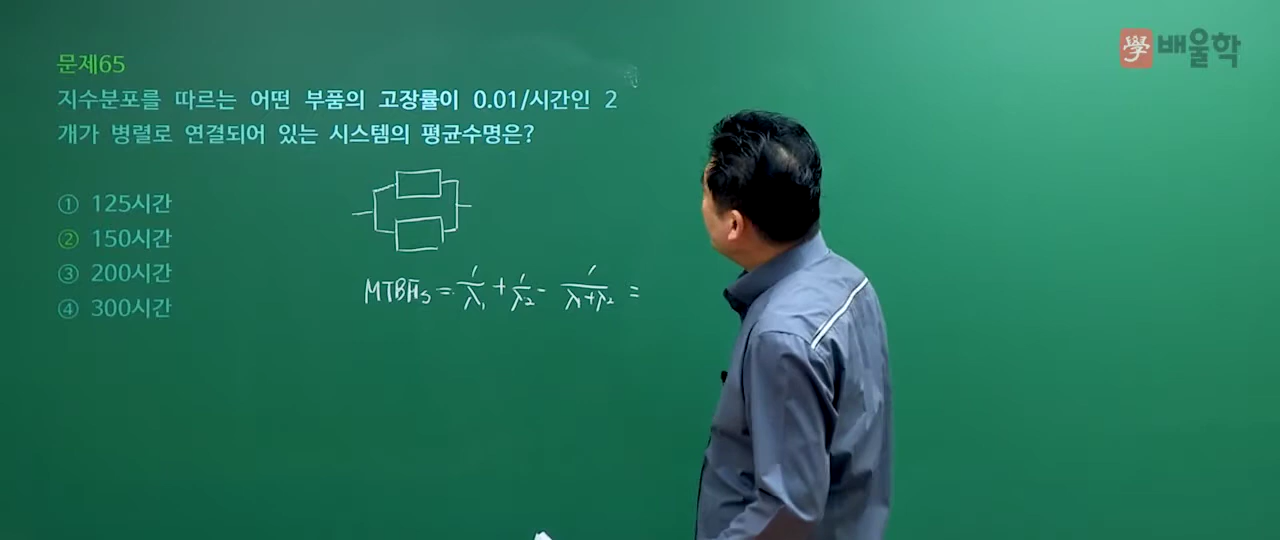 문제65
지수분포를 따르는 어떤 부품의 고장률이 0.01/시간인 2
개가 병렬로 연결되어 있는 시스템의 평균수명은?
① 125시간
② 150시간
③ 200시간
④ 300시간
MTBFs = 1/λ₁ + 1/λ₂ - 1/λ₁+λ₂ =
學 배울학